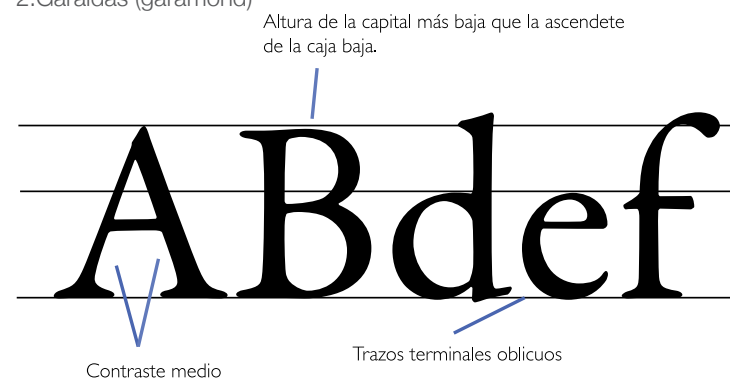 2.Garaldas (garamond)
Altura de la capital más baja que la ascendete
de la caja baja.
ABdef
Contraste medio
Trazos terminales oblicuos